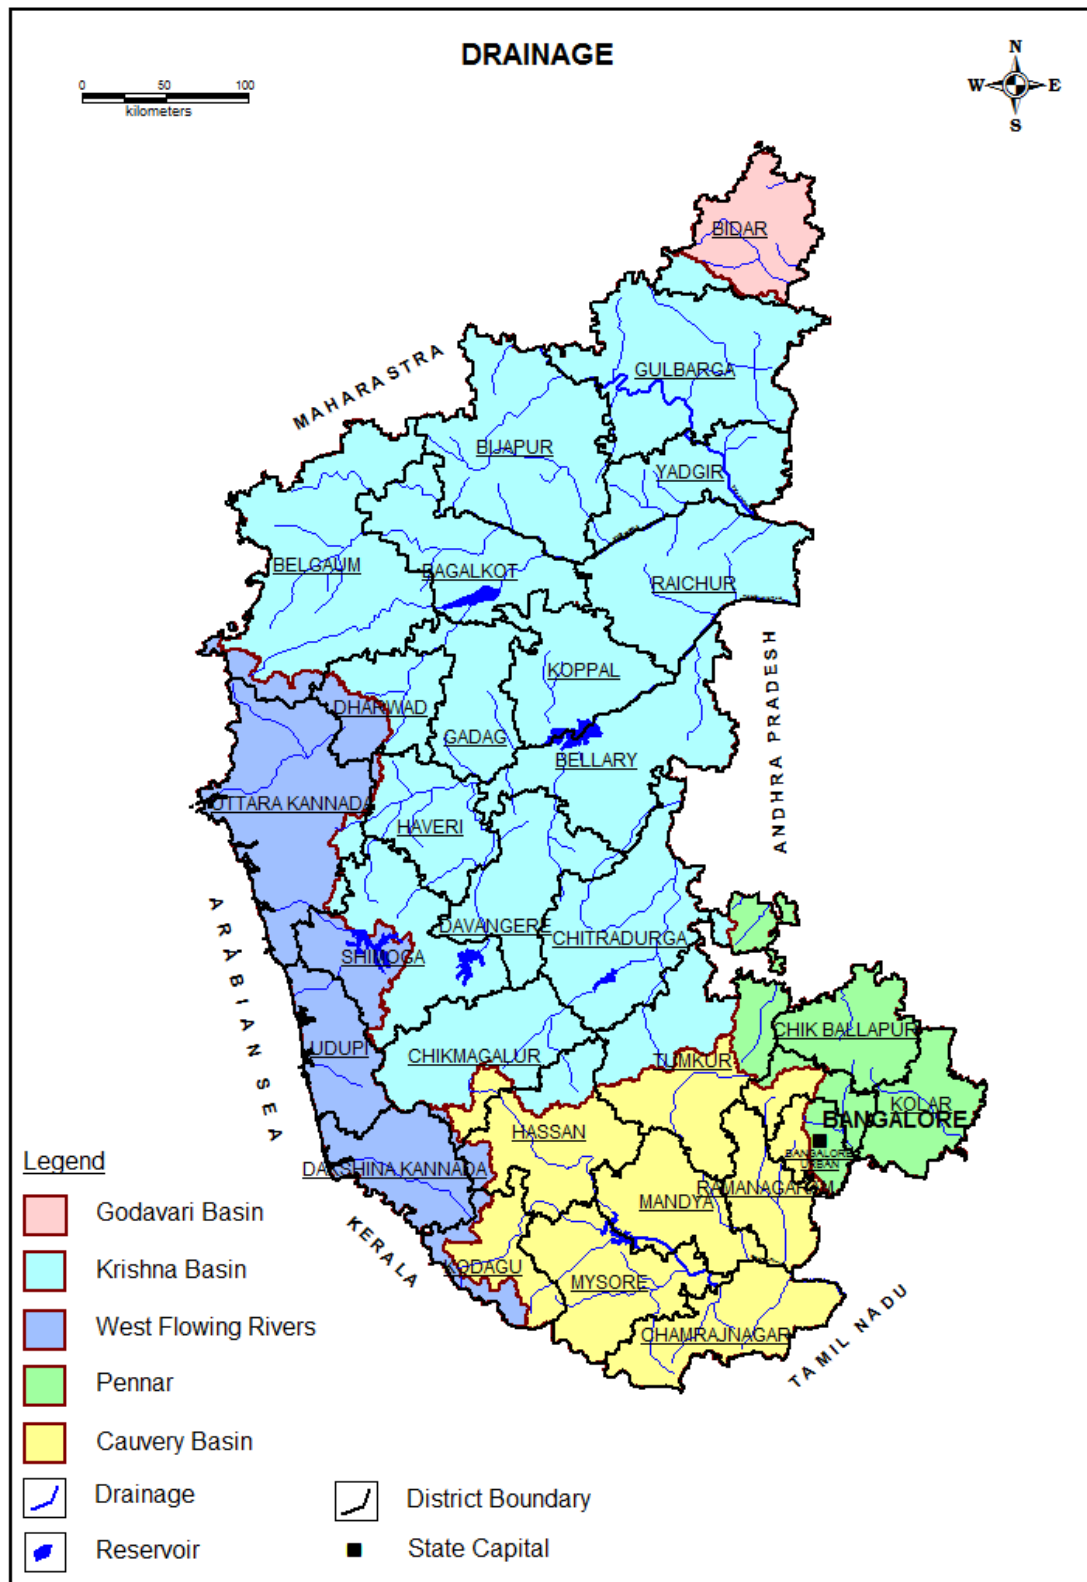 DRAINAGE
0 50 100
kilometers
N
W E
S
BIDAR
GULBARGA
MAHARASTRA
BIJAPUR
YADGIR
BELGAUM
BAGALKOT
RAICHUR
KOPPAL
DHARWAD
GADAG
BELLARY
ANDHRA PRADESH
UTTARA KANNADA
HAVERI
DAVANGERE
CHITRADURGA
SHIMOGA
ARABIAN SEA
UDUPI
CHIKMAGALUR
TUMKUR
CHIK BALLAPUR
KOLAR
BANGALORE
BANGALORE
URBAN
HASSAN
DAKSHINA KANNADA
RAMANAGARAM
MANDYA
KERALA
KODAGU
MYSORE
CHAMRAJNAGAR
TAMIL NADU
Legend
Godavari Basin
Krishna Basin
West Flowing Rivers
Pennar
Cauvery Basin
Drainage
District Boundary
Reservoir
State Capital